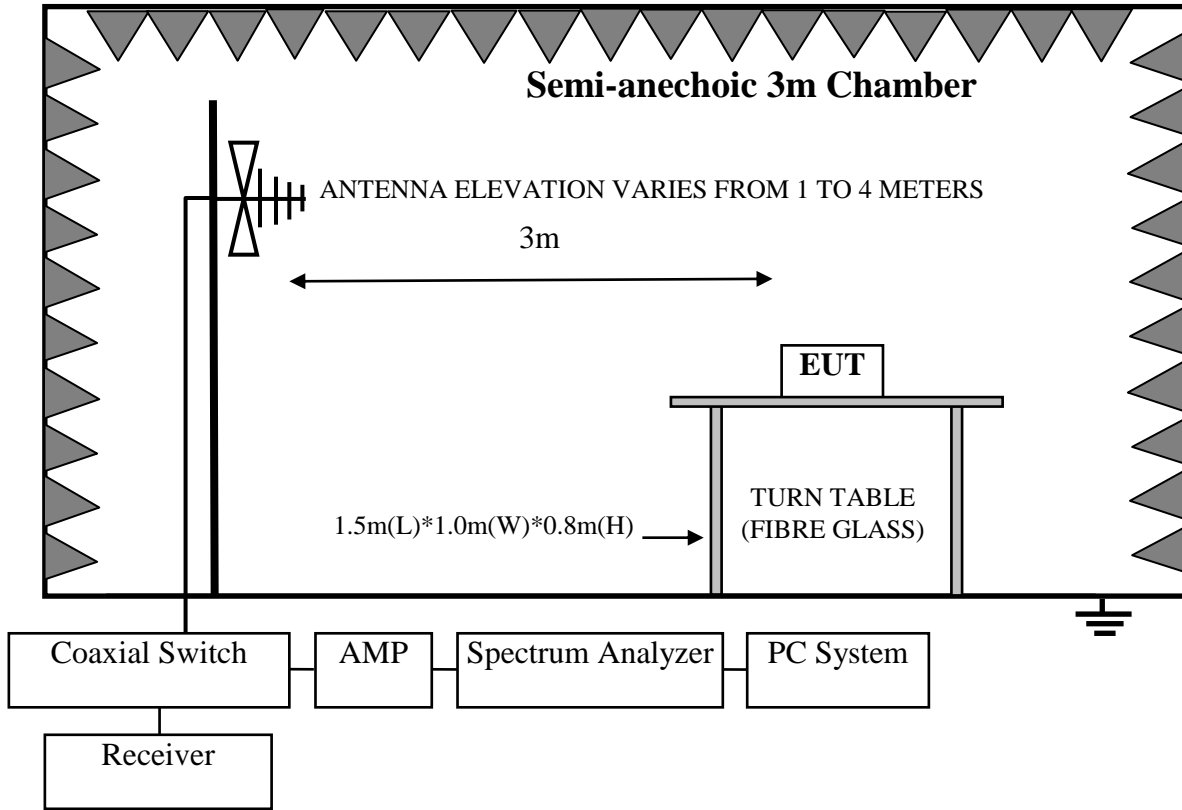 Semi-anechoic 3m Chamber
ANTENNA ELEVATION VARIES FROM 1 TO 4 METERS
3m
EUT
TURN TABLE
(FIBRE GLASS)
1.5m(L)*1.0m(W)*0.8m(H)
Coaxial Switch
AMP
Spectrum Analyzer
PC System
Receiver